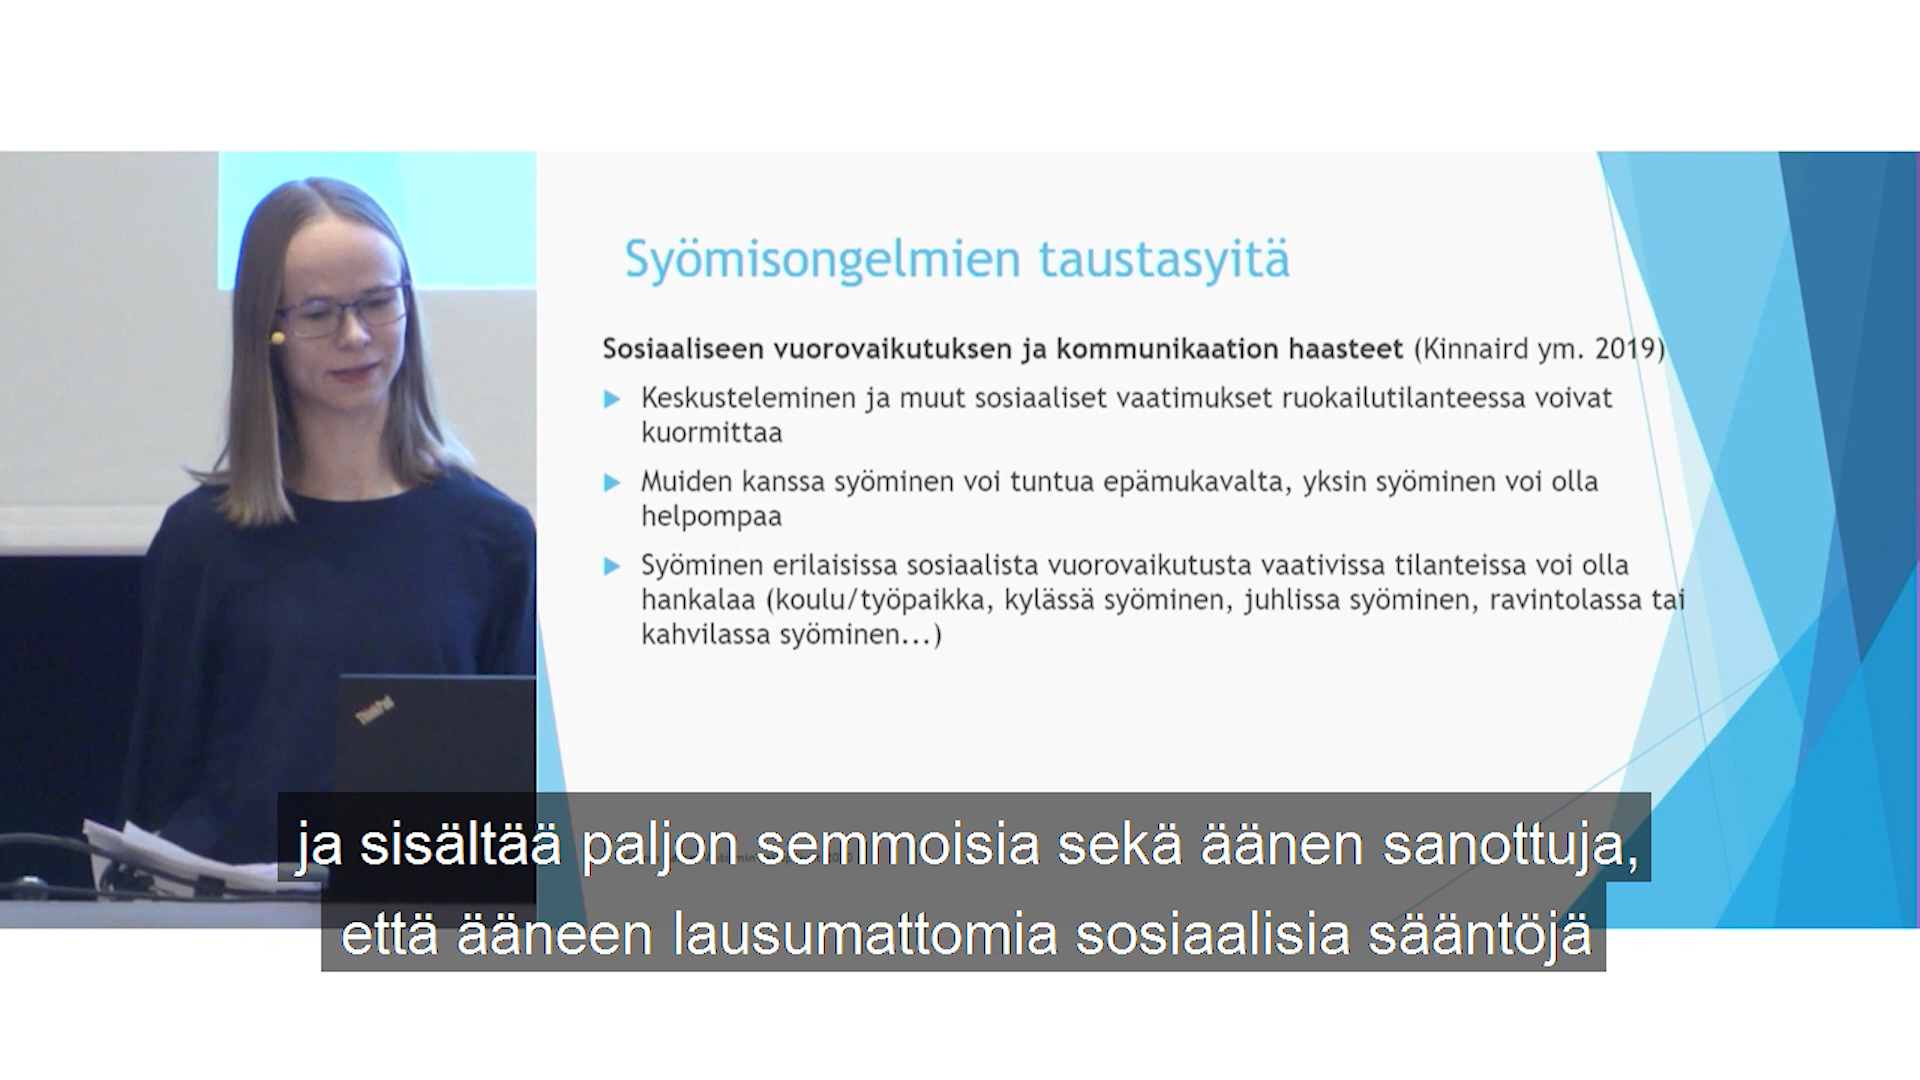 Syömisongelmien taustasyitä
Sosiaaliseen vuorovaikutuksen ja kommunikaation haasteet (Kinnaird ym. 2019)
Keskusteleminen ja muut sosiaaliset vaatimukset ruokailutilanteessa voivat
kuormittaa
Muiden kanssa syöminen voi tuntua epämukavalta, yksin syöminen voi olla
helpompaa
Syöminen erilaisissa sosiaalista vuorovaikutusta vaativissa tilanteissa voi olla
hankalaa (koulu/työpaikka, kylässä syöminen, juhlissa syöminen, ravintolassa tai
kahvilassa syöminen...)
ThinkPad
ja sisältää paljon semmoisia sekä äänen sanottuja,
että ääneen lausumattomia sosiaalisia sääntöjä